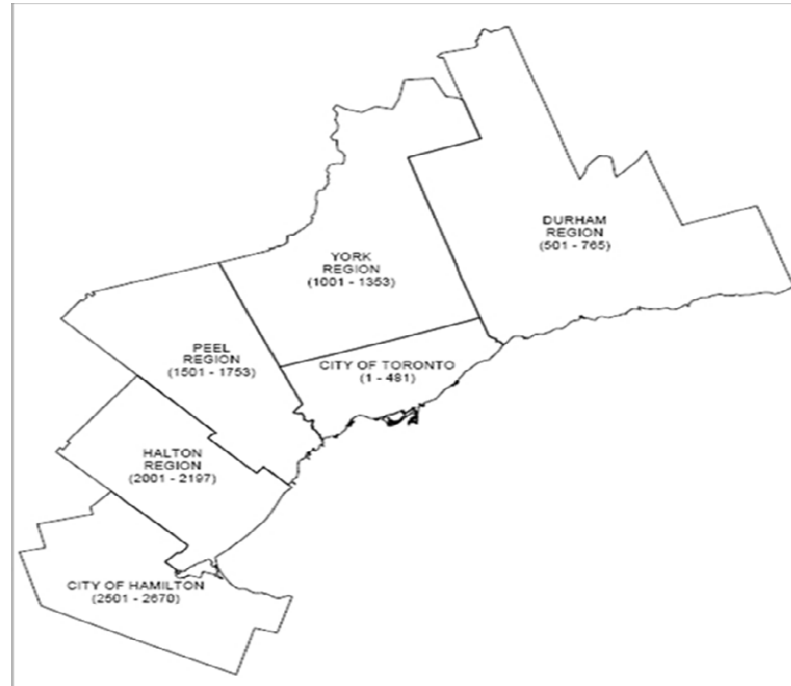 DURHAM
REGION
(501 - 765)
YORK
REGION
(1001 - 1353)
PEEL
REGION
(1501 - 1753)
CITY OF TORONTO
(1 - 481)
HALTON
REGION
(2001 - 2197)
CITY OF HAMILTON
(2501 - 2670)